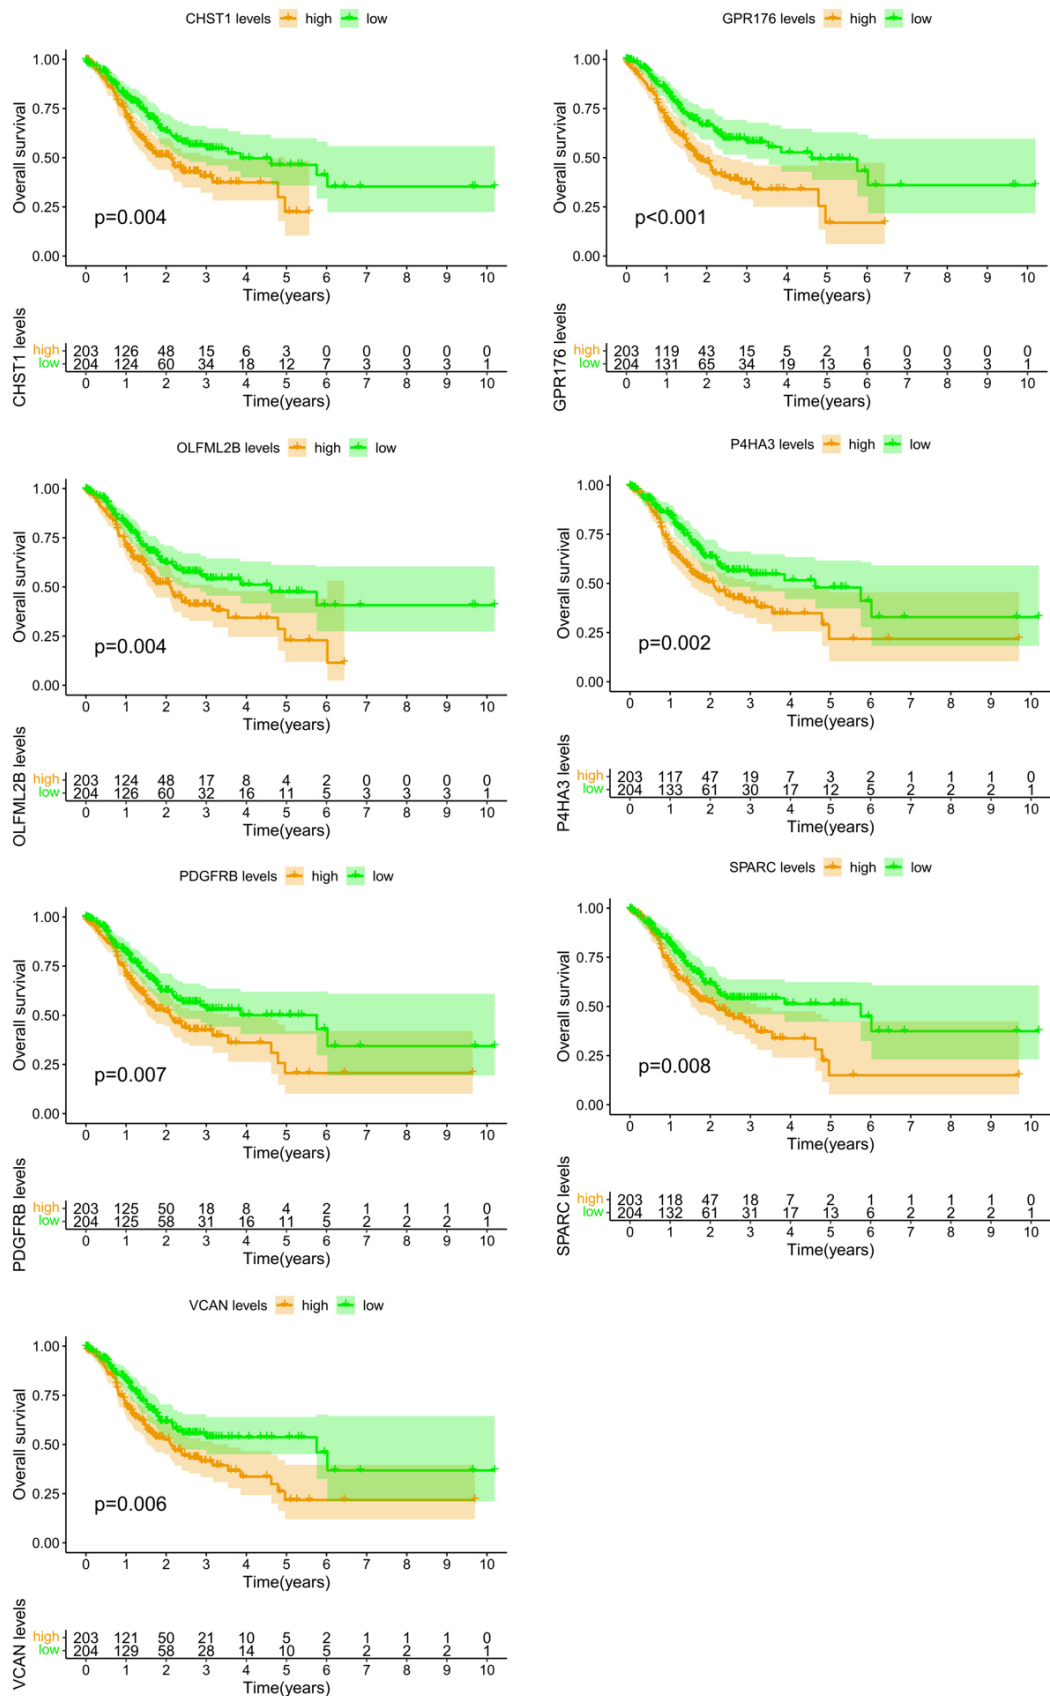 CHST1 levels high low
1.00
0.75
0.50
0.25
0.00
Overall survival
p=0.004
0 1 2 3 4 5 6 7 8 9 10
Time(years)
CHST1 levels
high 203 126 48 15 6 3 0 0 0 0 0
low 204 124 60 34 18 12 7 3 3 3 1
0 1 2 3 4 5 6 7 8 9 10
Time(years)
GPR176 levels high low
1.00
0.75
0.50
0.25
0.00
Overall survival
p<0.001
0 1 2 3 4 5 6 7 8 9 10
Time(years)
GPR176 levels
high 203 119 43 15 5 2 1 0 0 0 0
low 204 131 65 34 19 13 6 3 3 3 1
0 1 2 3 4 5 6 7 8 9 10
Time(years)
OLFML2B levels high low
1.00
0.75
0.50
0.25
0.00
Overall survival
p=0.004
0 1 2 3 4 5 6 7 8 9 10
Time(years)
OLFML2B levels
high 203 124 48 17 8 4 2 0 0 0 0
low 204 126 60 32 16 11 5 3 3 3 1
0 1 2 3 4 5 6 7 8 9 10
Time(years)
P4HA3 levels high low
1.00
0.75
0.50
0.25
0.00
Overall survival
p=0.002
0 1 2 3 4 5 6 7 8 9 10
Time(years)
P4HA3 levels
high 203 117 47 19 7 3 2 1 1 1 0
low 204 133 61 30 17 12 5 2 2 2 1
0 1 2 3 4 5 6 7 8 9 10
Time(years)
PDGFRB levels high low
1.00
0.75
0.50
0.25
0.00
Overall survival
p=0.007
0 1 2 3 4 5 6 7 8 9 10
Time(years)
PDGFRB levels
high 203 125 50 18 8 4 2 1 1 1 0
low 204 125 58 31 16 11 5 2 2 2 1
0 1 2 3 4 5 6 7 8 9 10
Time(years)
SPARC levels high low
1.00
0.75
0.50
0.25
0.00
Overall survival
p=0.008
0 1 2 3 4 5 6 7 8 9 10
Time(years)
SPARC levels
high 203 118 47 18 7 2 1 1 1 1 0
low 204 132 61 31 17 13 6 2 2 2 1
0 1 2 3 4 5 6 7 8 9 10
Time(years)
VCAN levels high low
1.00
0.75
0.50
0.25
0.00
Overall survival
p=0.006
0 1 2 3 4 5 6 7 8 9 10
Time(years)
VCAN levels
high 203 121 50 21 10 5 2 1 1 1 0
low 204 129 58 28 14 10 5 2 2 2 1
0 1 2 3 4 5 6 7 8 9 10
Time(years)